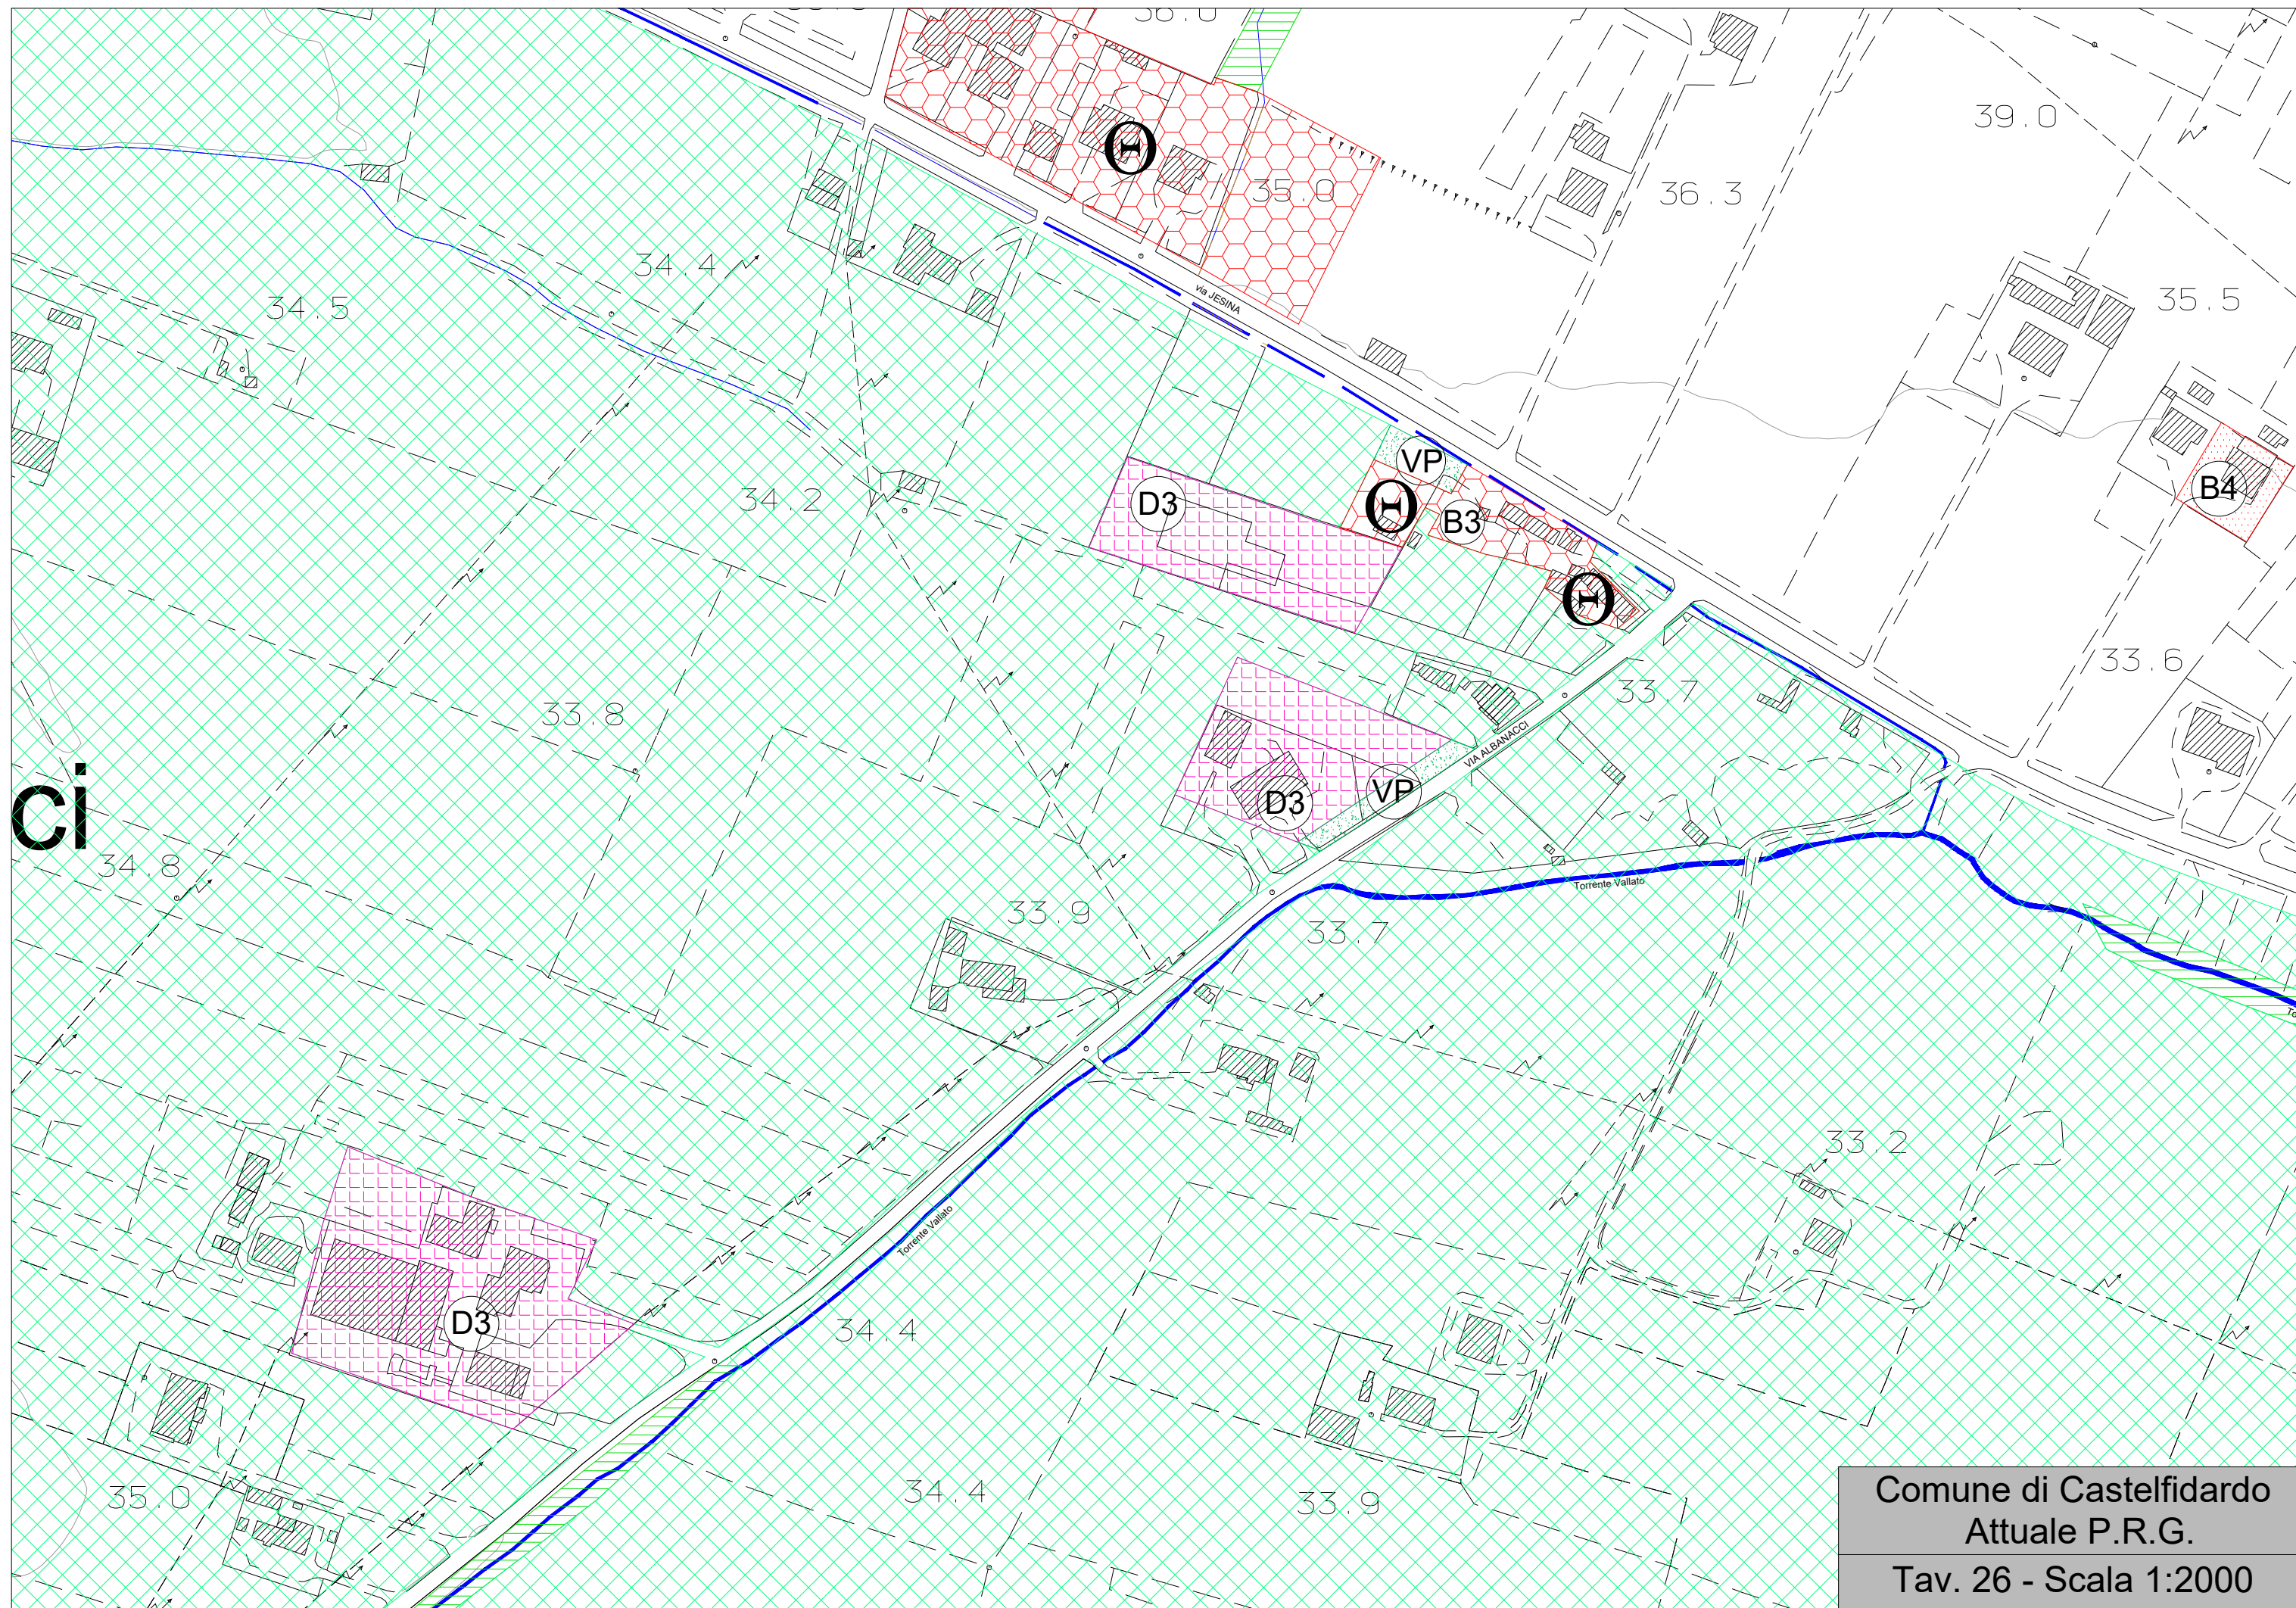 36.0
39.0
Θ
35.0
36.3
34.4
34.5
via JESINA
35.5
VP
D3
Θ
B3
B4
34.2
Θ
33.7
33.6
33.8
VIA ALBANACCI
ci
D3
VP
34.8
Torrente Vallato
33.9
33.7
33.2
Torrente Vallato
D3
34.4
35.0
34.4
33.9
Comune di Castelfidardo
Attuale P.R.G.
Tav. 26 - Scala 1:2000